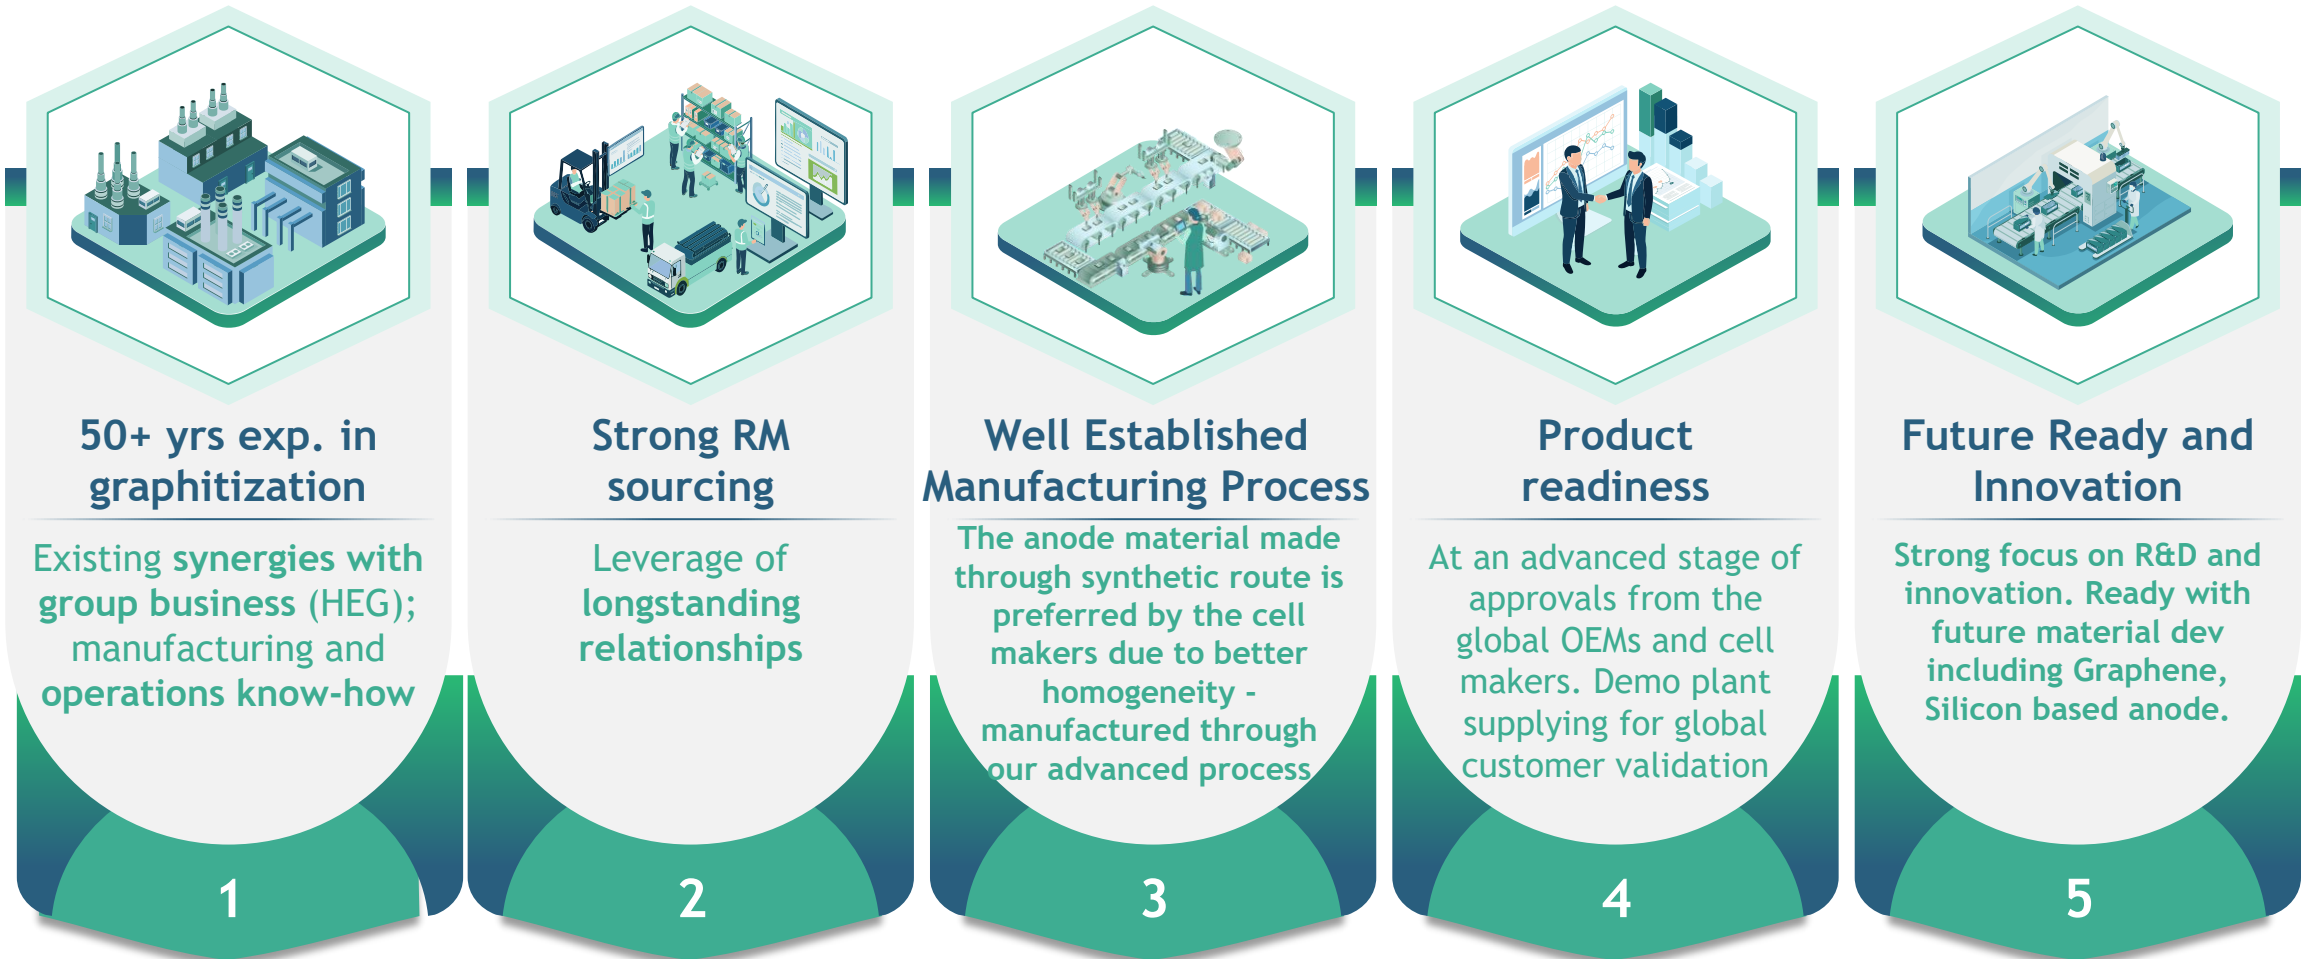 50+ yrs exp. in
graphitization
Existing synergies with
group business (HEG);
manufacturing and
operations know-how
1
Strong RM
sourcing
Leverage of
longstanding
relationships
2
Well Established
Manufacturing Process
The anode material made
through synthetic route is
preferred by the cell
makers due to better
homogeneity -
manufactured through
our advanced process
3
Product
readiness
At an advanced stage of
approvals from the
global OEMs and cell
makers. Demo plant
supplying for global
customer validation
4
Future Ready and
Innovation
Strong focus on R&D and
innovation. Ready with
future material dev
including Graphene,
Silicon based anode.
5